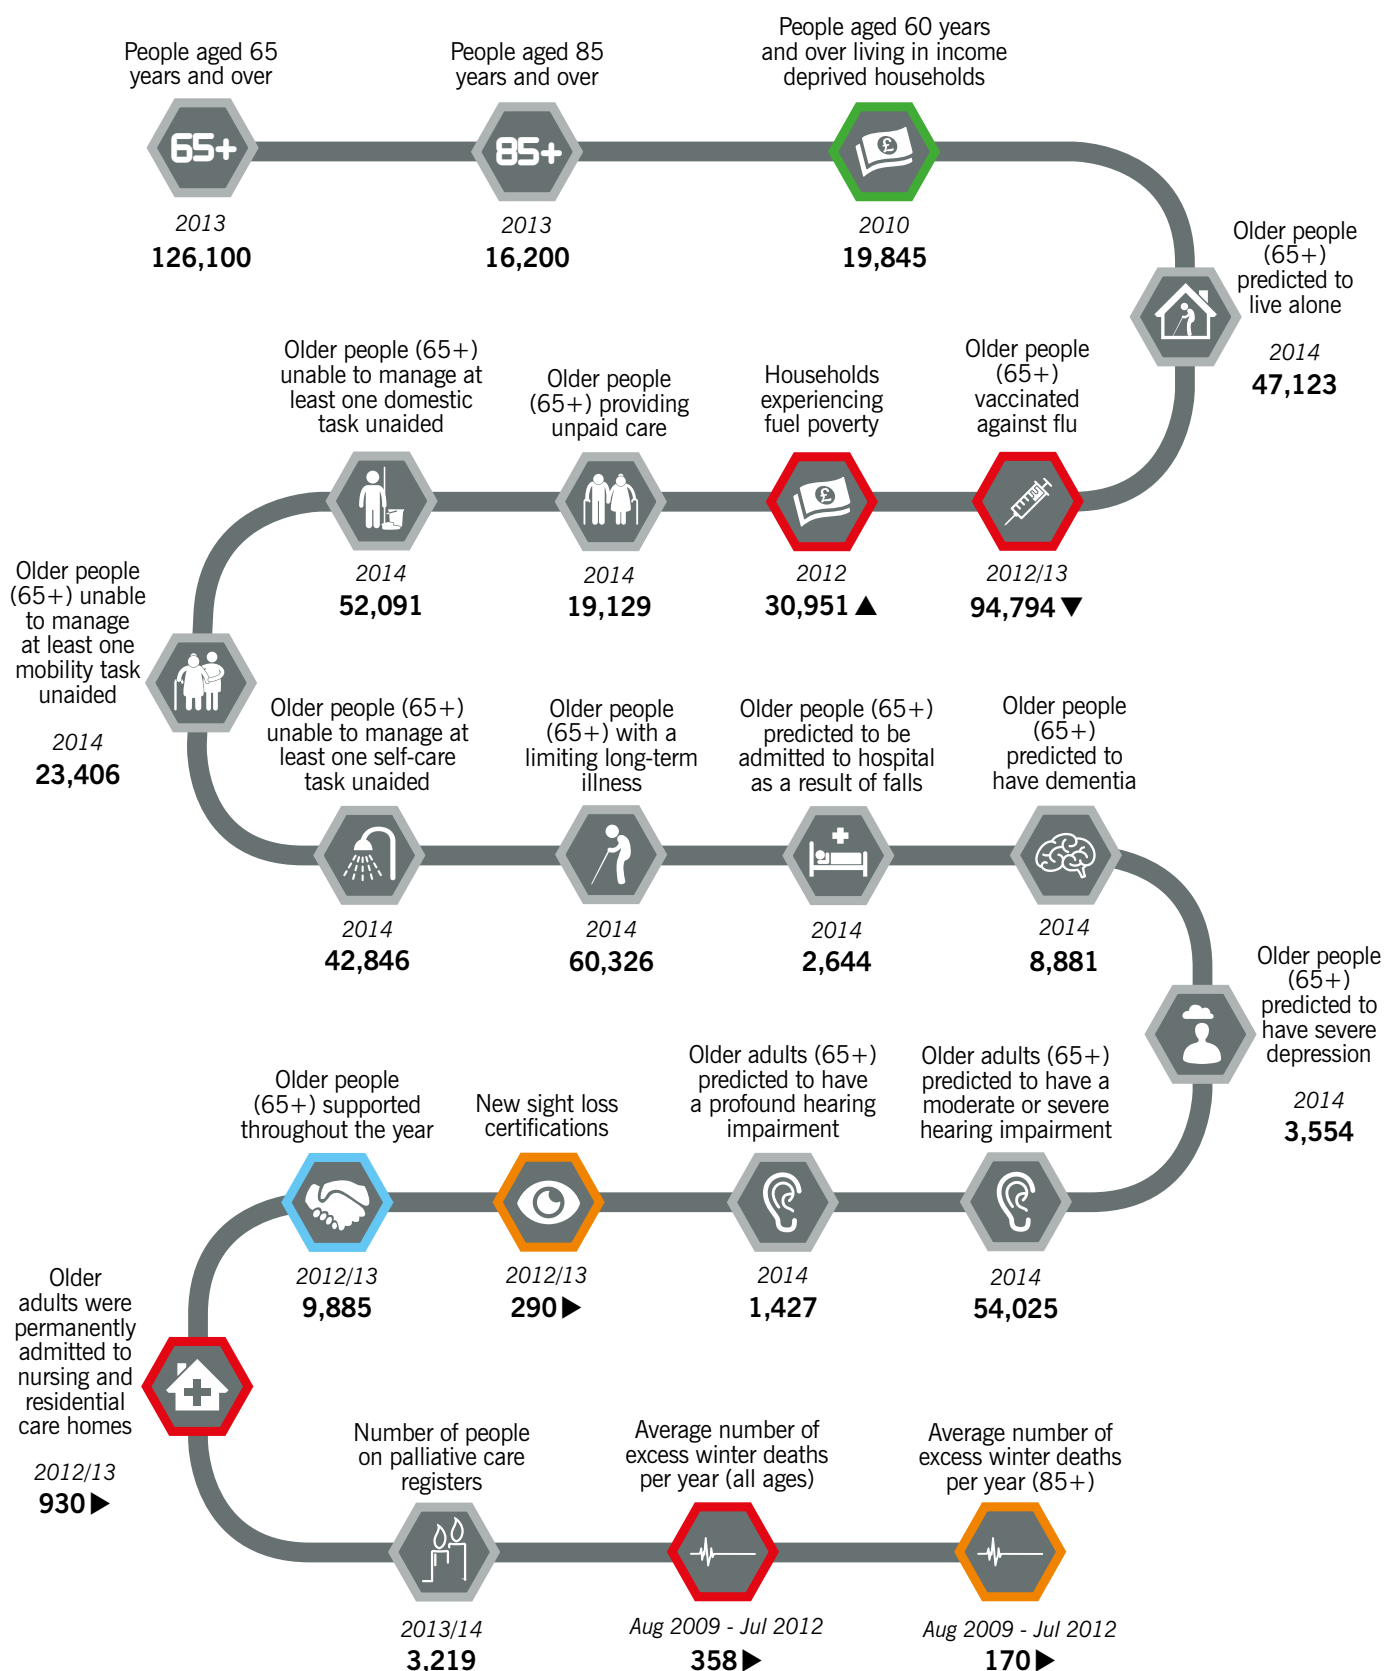 People aged 65
years and over
65+
2013
126,100
People aged 85
years and over
85+
2013
16,200
People aged 60 years
and over living in income
deprived households
£
2010
19,845
Older people
(65+)
predicted to
live alone
2014
47,123
Older people
(65+)
vaccinated
against flu
2012/13
94,794 ▼
Households
experiencing
fuel poverty
£
2012
30,951 ▲
Older people
(65+) providing
unpaid care
2014
19,129
Older people (65+)
unable to manage at
least one domestic
task unaided
2014
52,091
Older people
(65+) unable
to manage
at least one
mobility task
unaided
2014
23,406
Older people (65+)
unable to manage at
least one self-care
task unaided
2014
42,846
Older people
(65+) with a
limiting long-term
illness
2014
60,326
Older people (65+)
predicted to be
admitted to hospital
as a result of falls
2014
2,644
Older people
(65+)
predicted to
have dementia
2014
8,881
Older people
(65+)
predicted to
have severe
depression
2014
3,554
Older adults (65+)
predicted to have a
moderate or severe
hearing impairment
2014
54,025
Older adults (65+)
predicted to have
a profound hearing
impairment
2014
1,427
New sight loss
certifications
2012/13
290 ▶
Older people
(65+) supported
throughout the year
2012/13
9,885
Older
adults were
permanently
admitted to
nursing and
residential
care homes
2012/13
930 ▶
Number of people
on palliative care
registers
2013/14
3,219
Average number of
excess winter deaths
per year (all ages)
Aug 2009 - Jul 2012
358 ▶
Average number of
excess winter deaths
per year (85+)
Aug 2009 - Jul 2012
170 ▶